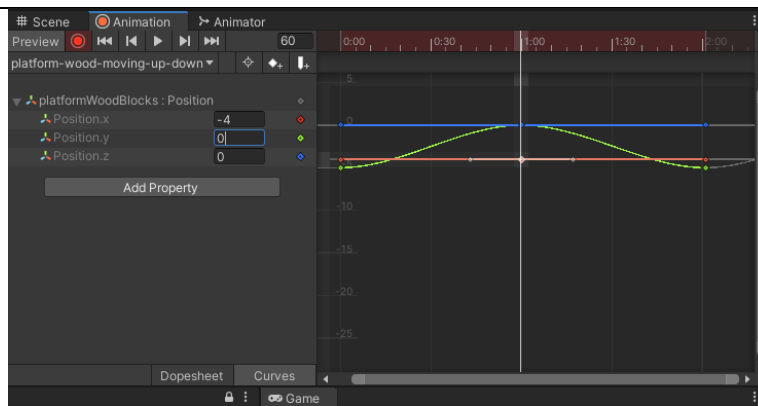 Scene Animation Animator
Preview 60 0:00 0:30 1:00 1:30 2:00
platform-wood-moving-up-down
5
platformWoodBlocks : Position
Position.x -4
0
Position.y 0
Position.z 0
Add Property
-10
-15
-20
-25
Dopesheet Curves
Game